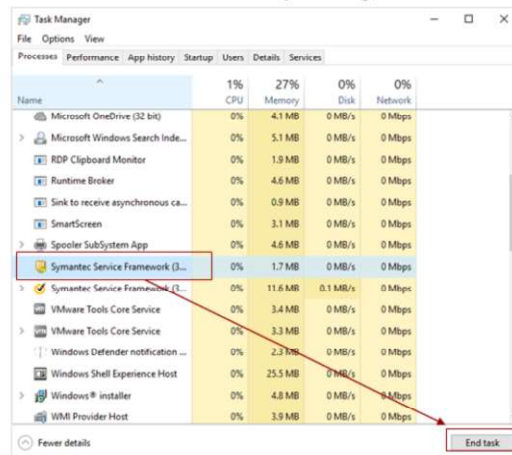 Task Manager
File Options View
Processes Performance App history Startup Users Details Services
1% 27% 0% 0%
Name CPU Memory Disk Network
Microsoft OneDrive (32 bit) 0% 4.1 MB 0 MB/s 0 Mbps
Microsoft Windows Search Inde... 0% 5.1 MB 0 MB/s 0 Mbps
RDP Clipboard Monitor 0% 1.9 MB 0 MB/s 0 Mbps
Runtime Broker 0% 4.6 MB 0 MB/s 0 Mbps
Sink to receive asynchronous ca... 0% 0.9 MB 0 MB/s 0 Mbps
SmartScreen 0% 3.1 MB 0 MB/s 0 Mbps
Spooler SubSystem App 0% 4.6 MB 0 MB/s 0 Mbps
Symantec Service Framework (3... 0% 1.7 MB 0 MB/s 0 Mbps
Symantec Service Framework (3... 0% 11.6 MB 0.1 MB/s 0 Mbps
VMware Tools Core Service 0% 3.4 MB 0 MB/s 0 Mbps
VMware Tools Core Service 0% 3.3 MB 0 MB/s 0 Mbps
Windows Defender notification ... 0% 2.3 MB 0 MB/s 0 Mbps
Windows Shell Experience Host 0% 25.5 MB 0 MB/s 0 Mbps
Windows® installer 0% 4.8 MB 0 MB/s 0 Mbps
WMI Provider Host 0% 3.9 MB 0 MB/s 0 Mbps
Fewer details End task